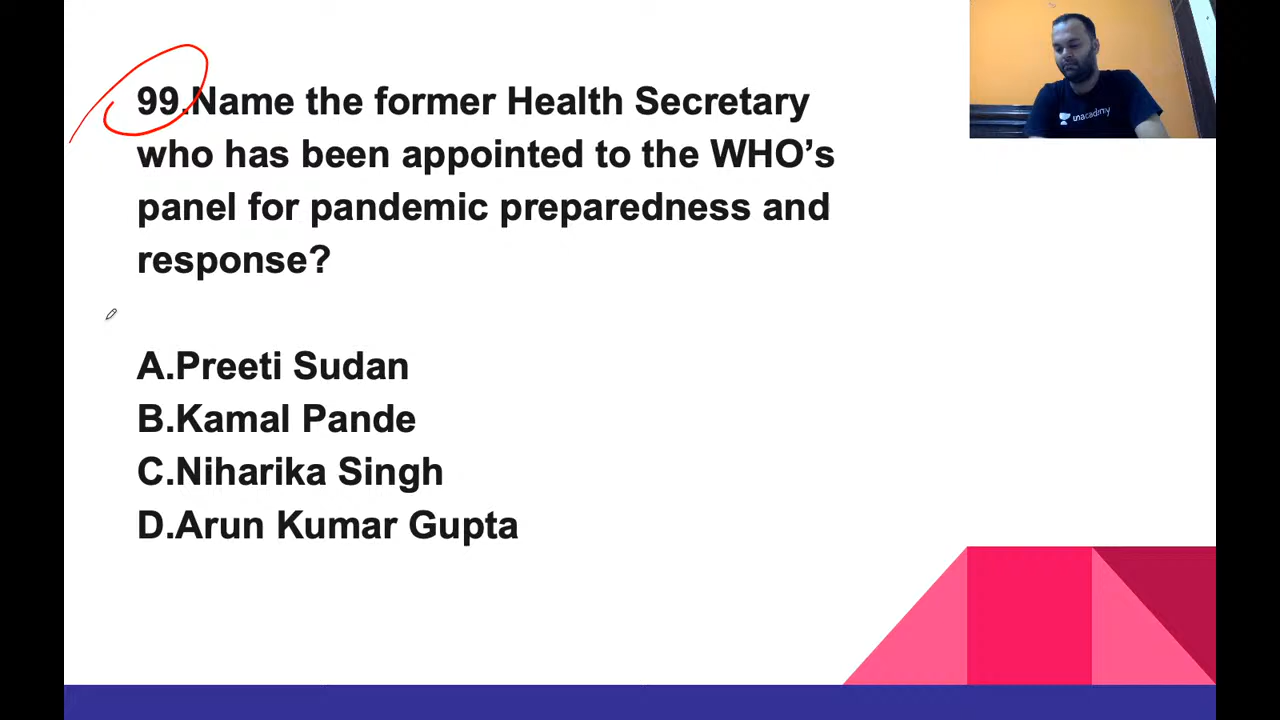 99.Name the former Health Secretary
who has been appointed to the WHO’s
panel for pandemic preparedness and
response?
A.Preeti Sudan
B.Kamal Pande
C.Niharika Singh
D.Arun Kumar Gupta
unacademy